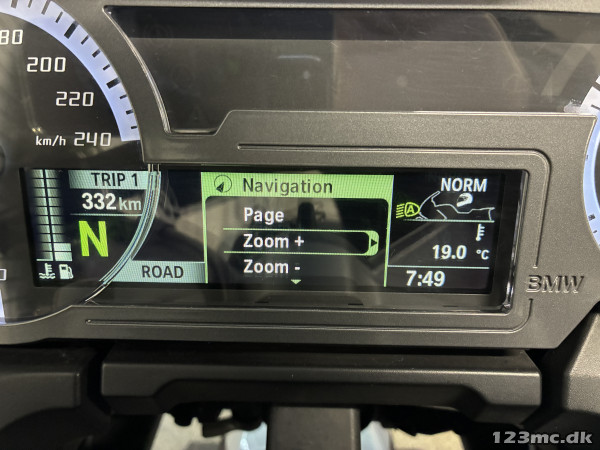 180
200
220
km/h 240
TRIP 1
332 km
N
ROAD
Navigation
Page
Zoom +
Zoom -
NORM
A
19.0 °C
7:49
BMW
123mc.dk